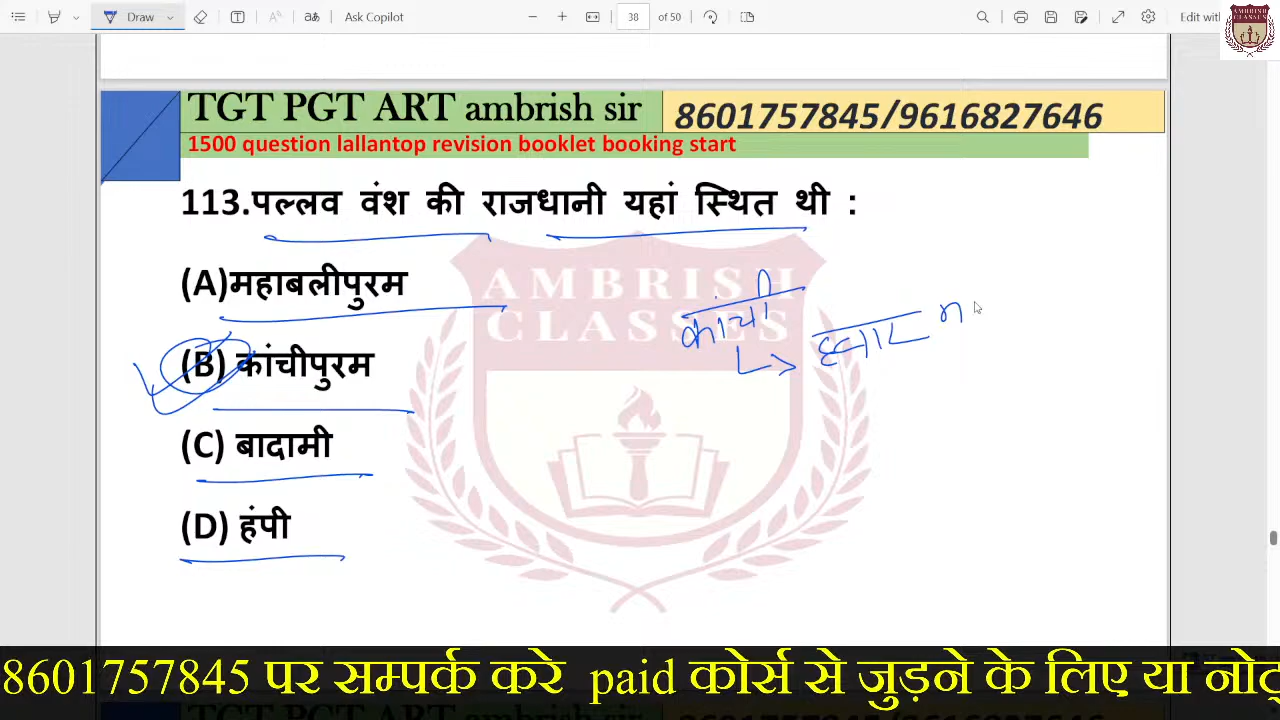 Draw
Ask Copilot
38 of 50
Edit with
AMBRISH
CLASSES
TGT PGT ART ambrish sir
8601757845/9616827646
1500 question lallantop revision booklet booking start
113.पल्लव वंश की राजधानी यहां स्थित थी :
(A)महाबलीपुरम
(B) कांचीपुरम
(C) बादामी
(D) हंपी
AMBRISH
CLASSES
कांची
8601757845 पर सम्पर्क करे paid कोर्स से जुड़ने के लिए या